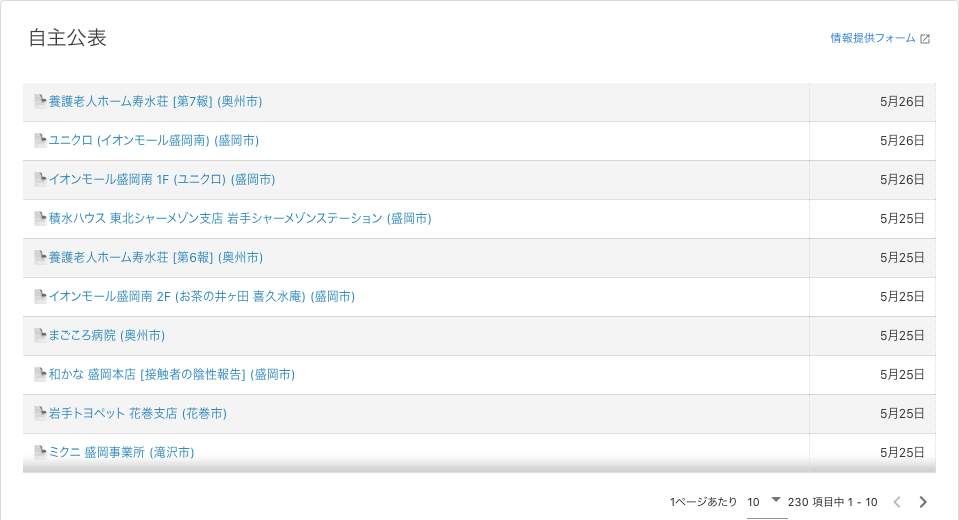 自主公表
情報提供フォーム
養護老人ホーム寿水荘 [第7報] (奥州市) 5月26日
ユニクロ (イオンモール盛岡南) (盛岡市) 5月26日
イオンモール盛岡南 1F (ユニクロ) (盛岡市) 5月26日
積水ハウス 東北シャーメゾン支店 岩手シャーメゾンステーション (盛岡市) 5月25日
養護老人ホーム寿水荘 [第6報] (奥州市) 5月25日
イオンモール盛岡南 2F (お茶の井ヶ田 喜久水庵) (盛岡市) 5月25日
まごころ病院 (奥州市) 5月25日
和かな 盛岡本店 [接触者の陰性報告] (盛岡市) 5月25日
岩手トヨペット 花巻支店 (花巻市) 5月25日
ミクニ 盛岡事業所 (滝沢市) 5月25日
1ページあたり 10 230 項目中 1 - 10